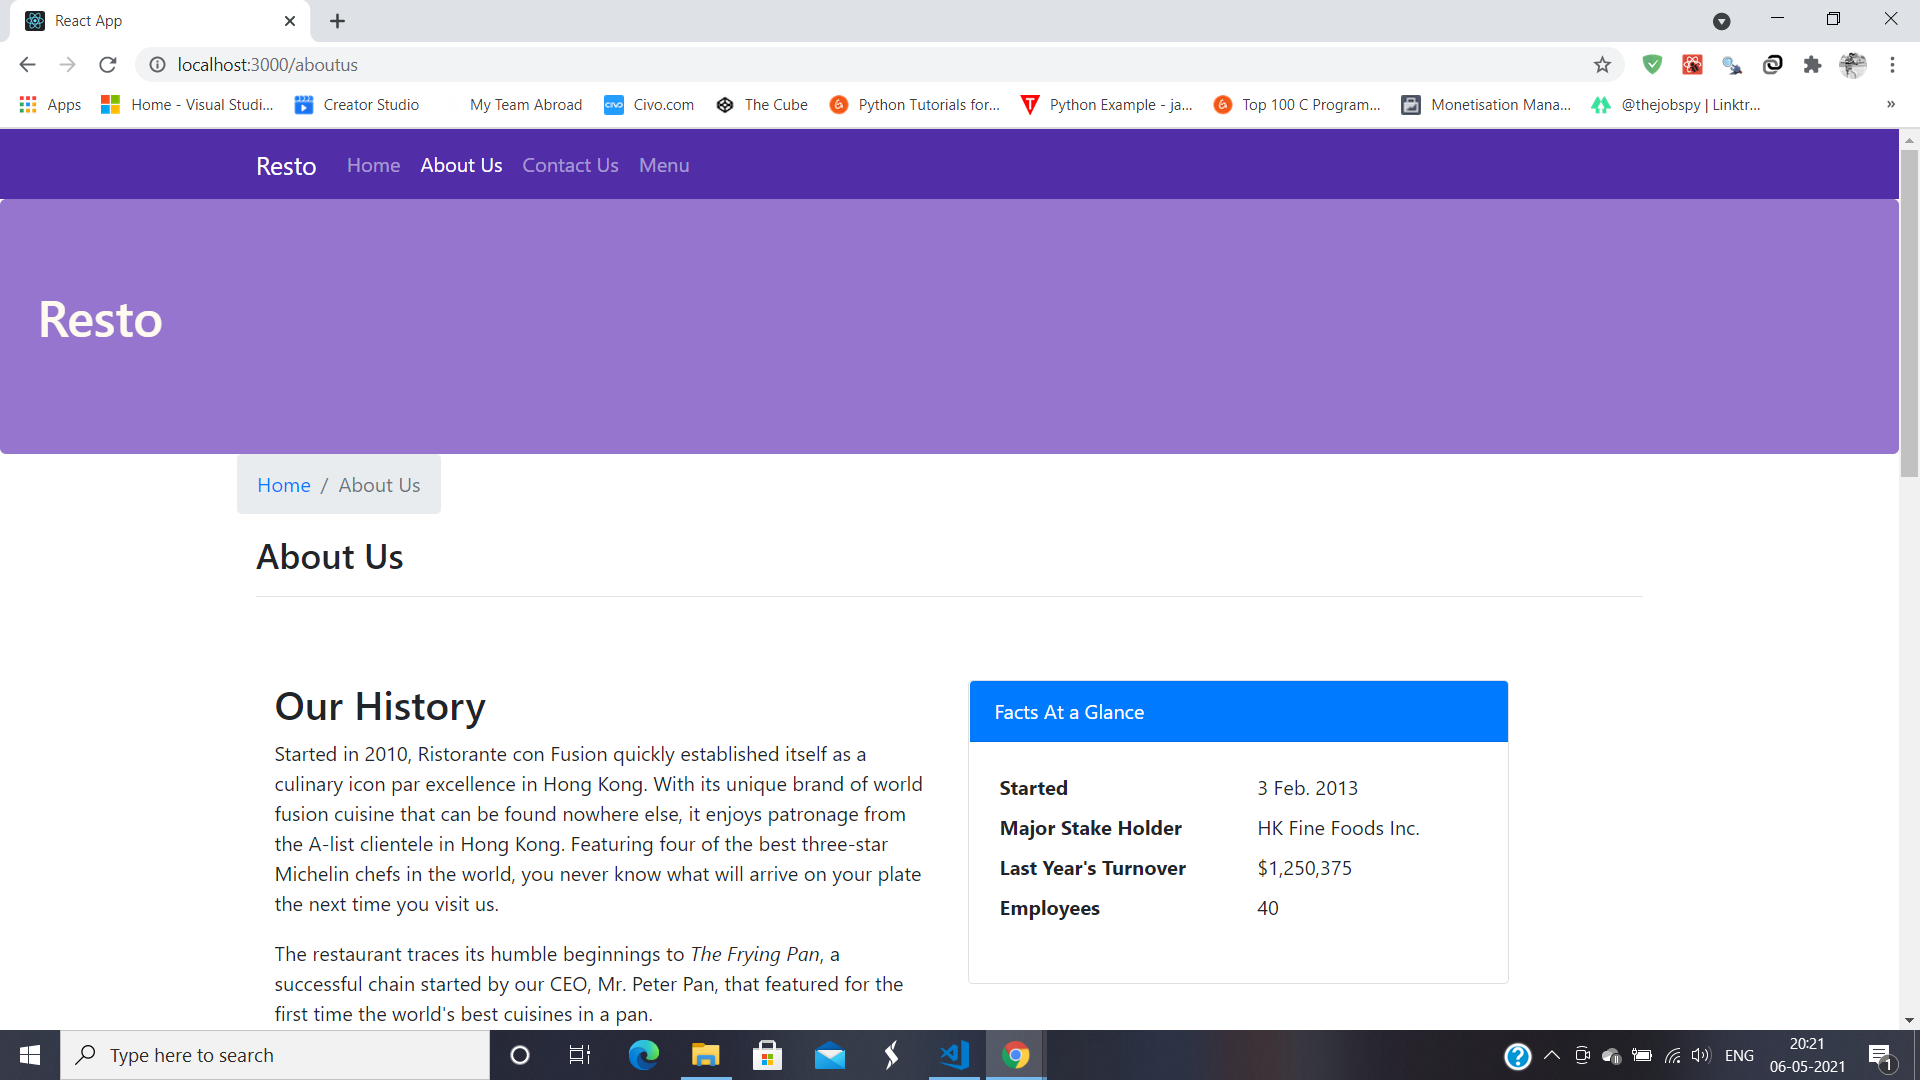 React App
localhost:3000/aboutus
Apps
Home - Visual Studi...
Creator Studio
My Team Abroad
CIVO
Civo.com
The Cube
Python Tutorials for...
Python Example - ja...
Top 100 C Program...
Monetisation Mana...
@thejobspy | Linktr...
»
Resto Home About Us Contact Us Menu
Resto
Home / About Us
About Us
Our History
Started in 2010, Ristorante con Fusion quickly established itself as a
culinary icon par excellence in Hong Kong. With its unique brand of world
fusion cuisine that can be found nowhere else, it enjoys patronage from
the A-list clientele in Hong Kong. Featuring four of the best three-star
Michelin chefs in the world, you never know what will arrive on your plate
the next time you visit us.
The restaurant traces its humble beginnings to The Frying Pan, a
successful chain started by our CEO, Mr. Peter Pan, that featured for the
first time the world's best cuisines in a pan.
Facts At a Glance
Started 3 Feb. 2013
Major Stake Holder HK Fine Foods Inc.
Last Year's Turnover $1,250,375
Employees 40
Type here to search
ENG
20:21
06-05-2021
1